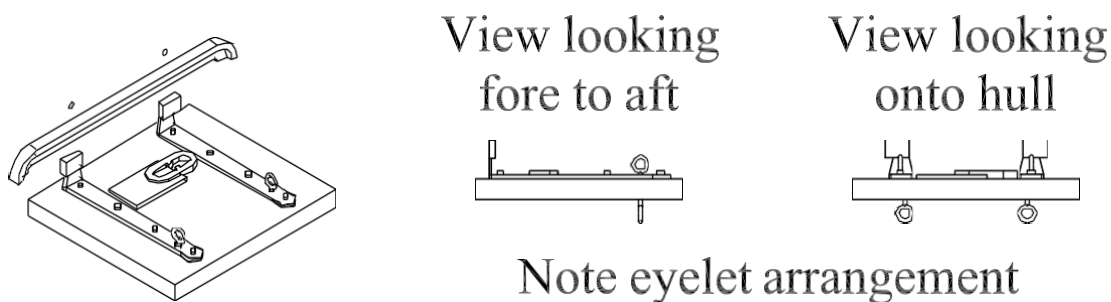 View looking
fore to aft
View looking
onto hull
Note eyelet arrangement